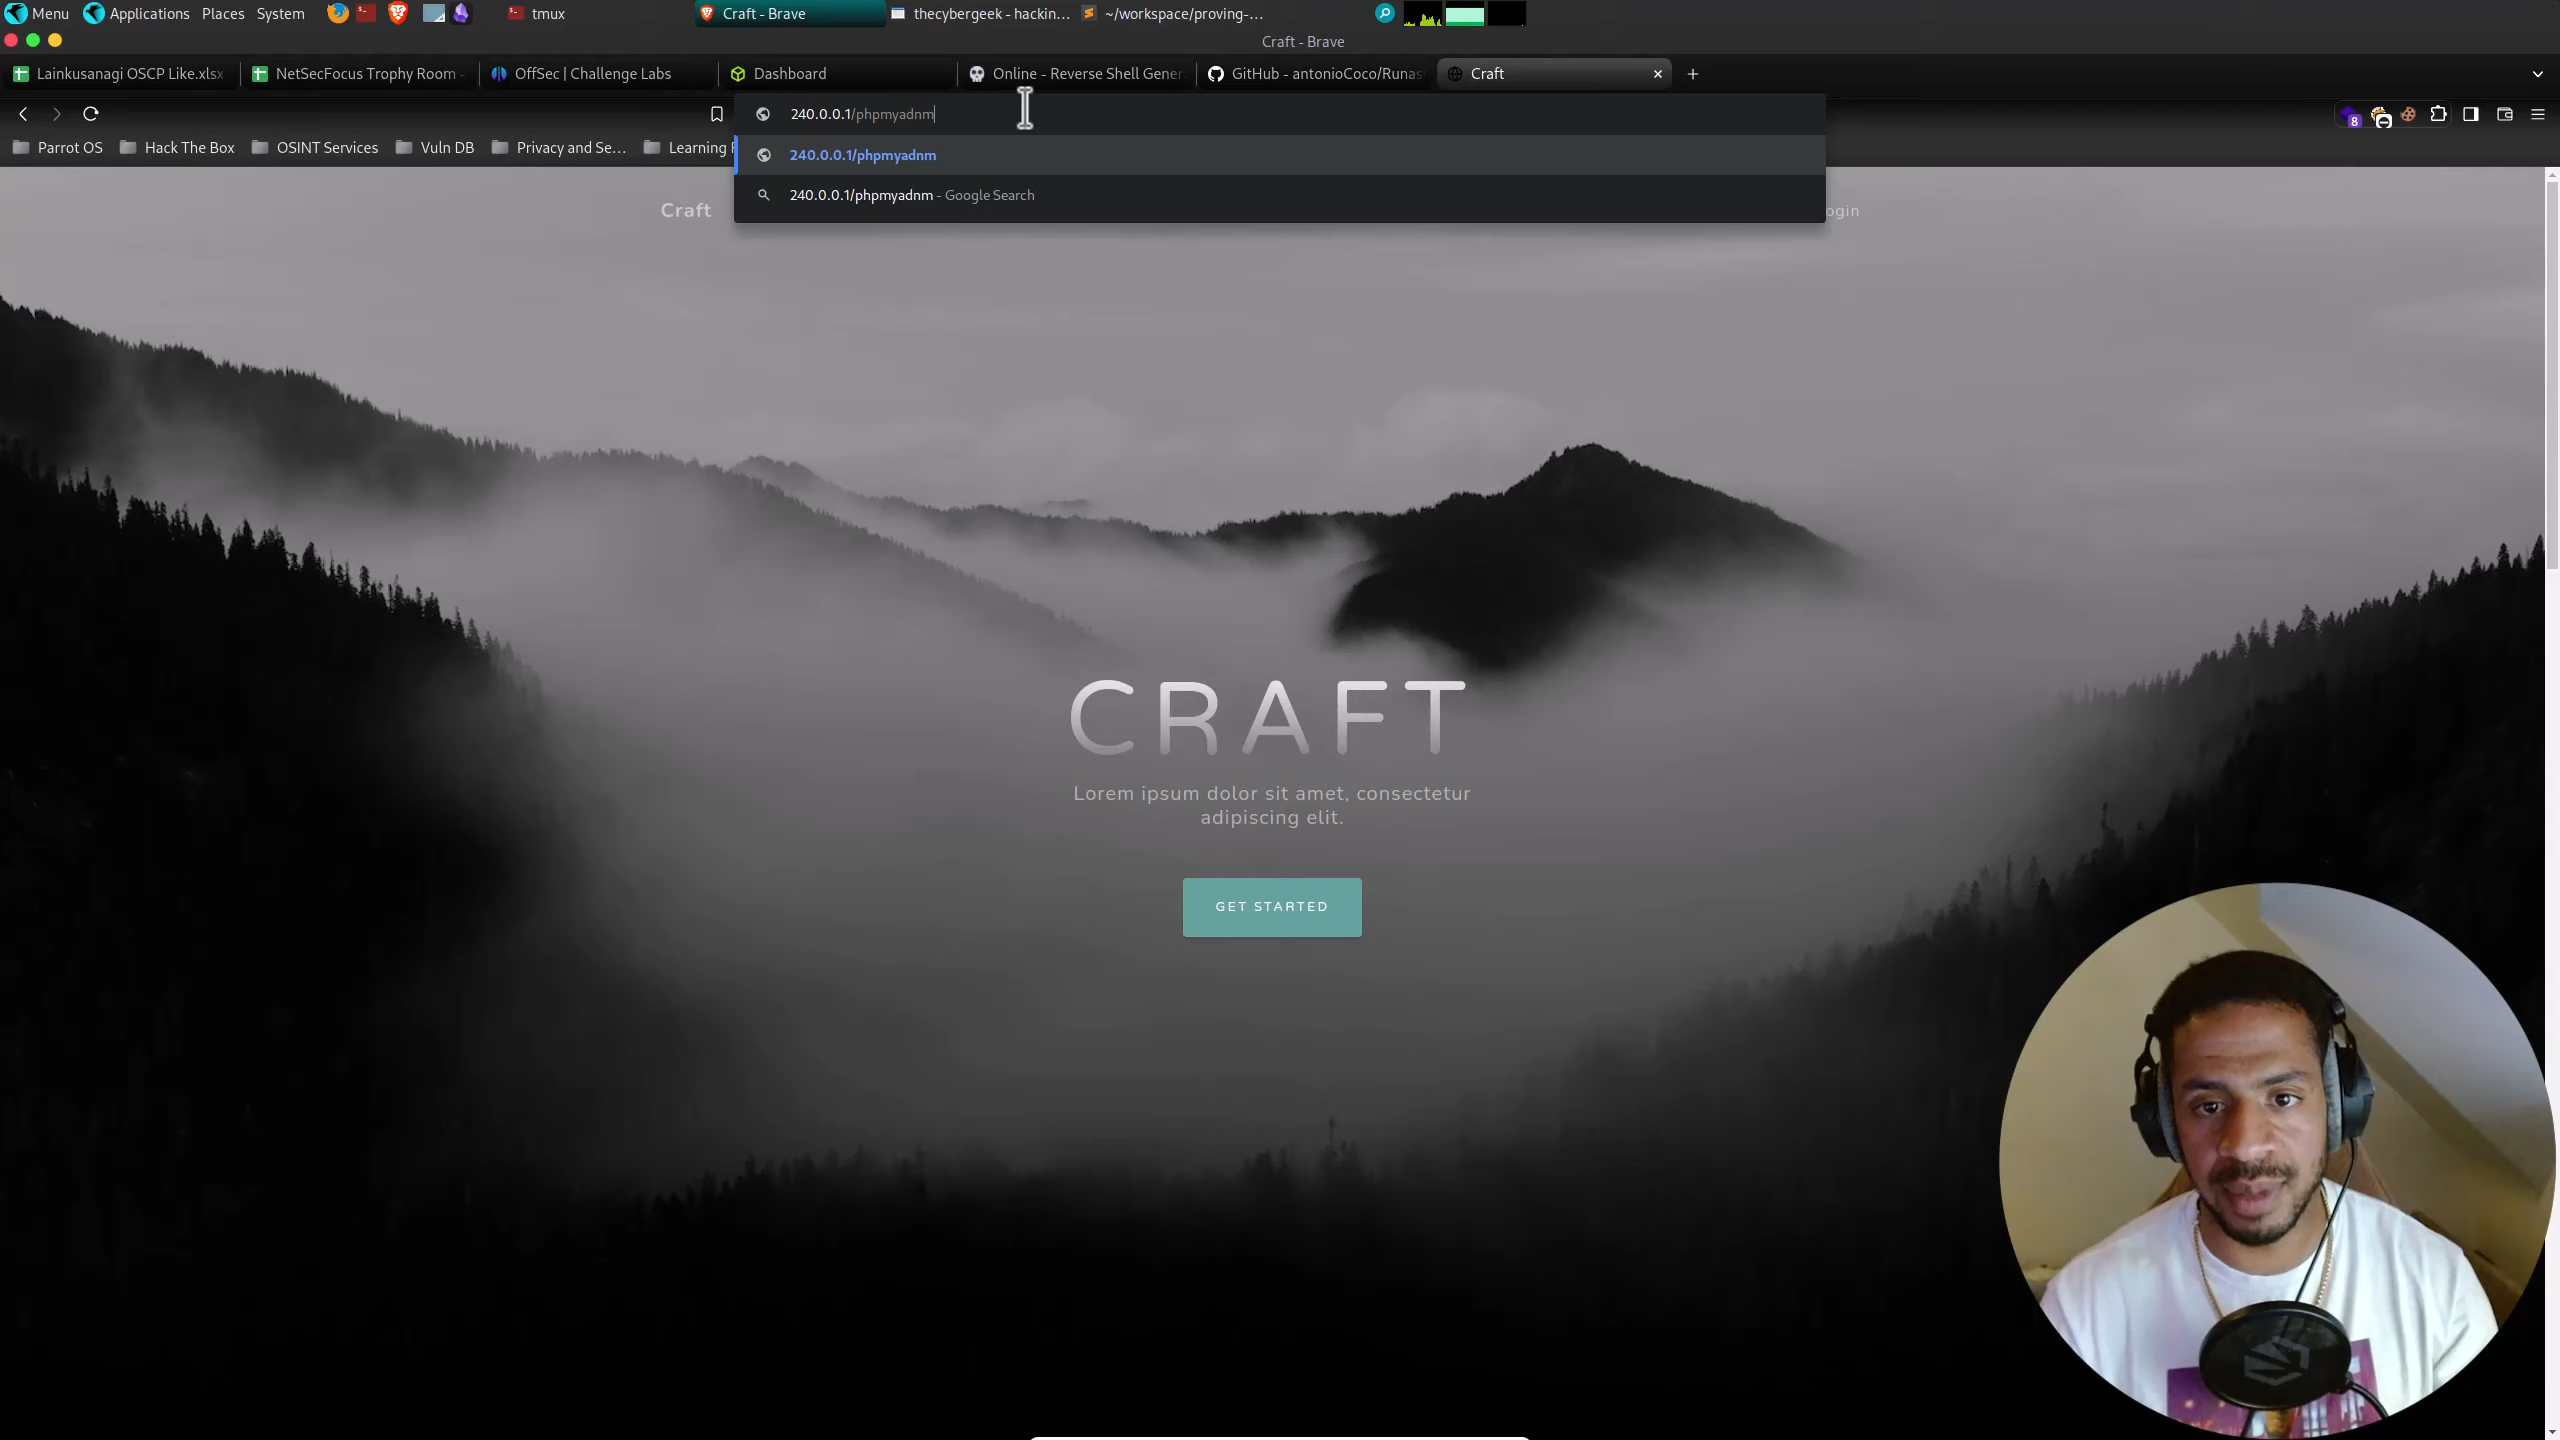 Menu Applications Places System tmux Craft - Brave thecybergeek - hackin... ~/workspace/proving-...
Craft - Brave
Lainkusanagi OSCP Like.xlsx NetSecFocus Trophy Room - OffSec | Challenge Labs Dashboard Online - Reverse Shell Gener GitHub - antonioCoco/Runas Craft
240.0.0.1/phpmyadnm
8
Parrot OS Hack The Box OSINT Services Vuln DB Privacy and Se... Learning
240.0.0.1/phpmyadnm
240.0.0.1/phpmyadnm - Google Search
Craft ogin
CRAFT
Lorem ipsum dolor sit amet, consectetur
adipiscing elit.
GET STARTED